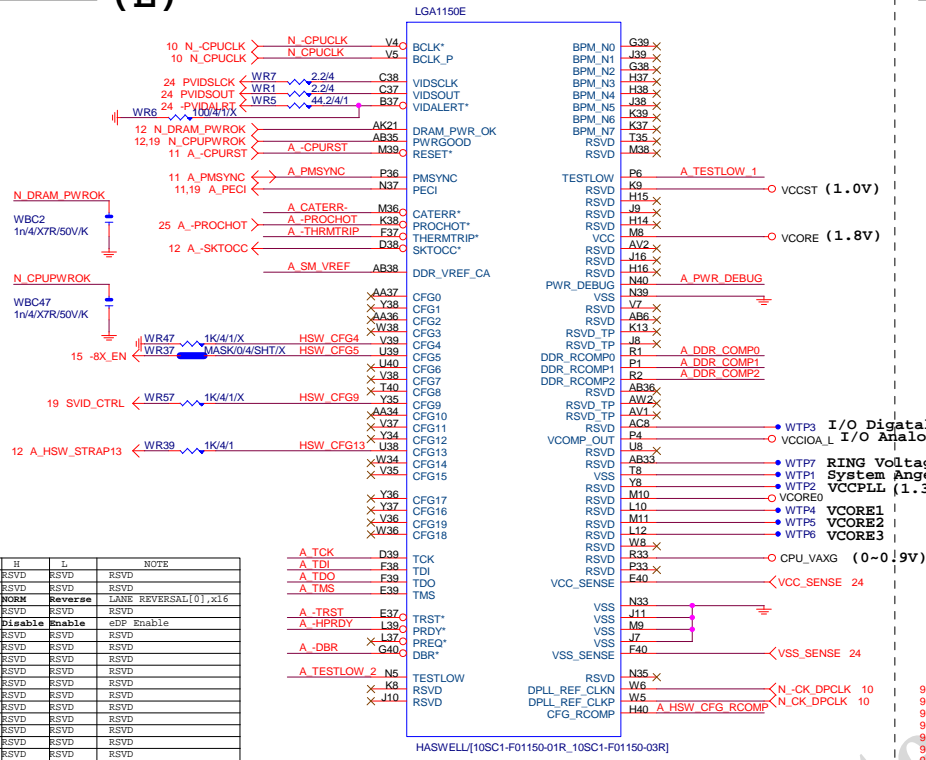 (E)
LGA1150E
10 N_-CPUCLK N_-CPUCLK V4 BCLK* BPM_N0 G39
10 N_CPUCLK N_CPUCLK V5 BCLK_P BPM_N1 J39
BPM_N2 G38
24 PVIDSLCK WR7 2.2/4 C38 VIDSCLK BPM_N3 H37
24 PVIDSOUT WR1 2.2/4 C37 VIDSOUT BPM_N4 H38
24 -PVIDALRT WR5 44.2/4/1 B37 VIDALERT* BPM_N5 J38
WR6 100/4/1/X BPM_N6 K39
BPM_N7 K37
12 N_DRAM_PWROK AK21 DRAM_PWR_OK RSVD T35
12,19 N_CPUPWROK AB35 PWRGOOD RSVD M38
11 A_-CPURST A_-CPURST M39 RESET*
11 A_PMSYNC A_PMSYNC P36 PMSYNC TESTLOW P6 A_TESTLOW_1
11,19 A_PECI N37 PECI RSVD K9 VCCST (1.0V)
RSVD H15
A_CATERR- M36 CATERR* RSVD J9
25 A_-PROCHOT A_-PROCHOT K38 PROCHOT* RSVD H14
A_-THRMTRIP F37 THERMTRIP* VCC M8 VCORE (1.8V)
12 A_-SKTOCC D38 SKTOCC* RSVD AV2
RSVD J16
A_SM_VREF AB38 DDR_VREF_CA RSVD H16
PWR_DEBUG N40 A_PWR_DEBUG
N_DRAM_PWROK
WBC2
1n/4/X7R/50V/K
N_CPUPWROK
WBC47
1n/4/X7R/50V/K
AA37 CFG0 VSS N39
Y38 CFG1 RSVD V7
AA36 CFG2 RSVD AB6
W38 CFG3 RSVD_TP K13
WR47 1K/4/1/X HSW_CFG4 V39 CFG4 RSVD_TP J8
15 -8X_EN WR37 MASK/0/4/SHT/X HSW_CFG5 U39 CFG5 DDR_RCOMP0 R1 A_DDR_COMP0
U40 CFG6 DDR_RCOMP1 P1 A_DDR_COMP1
V38 CFG7 DDR_RCOMP2 R2 A_DDR_COMP2
T40 CFG8 RSVD AB36
19 SVID_CTRL WR57 1K/4/1/X HSW_CFG9 Y35 CFG9 RSVD_TP AW2
AA34 CFG10 RSVD_TP AV1
V37 CFG11 RSVD AC8 WTP3 I/O Digatal
Y34 CFG12 VCOMP_OUT P4 VCCIOA_L I/O Analo
12 A_HSW_STRAP13 WR39 1K/4/1 HSW_CFG13 U38 CFG13 RSVD U8
W34 CFG14 RSVD AB33 WTP7 RING Voltag
V35 CFG15 VSS T8 WTP1 System Ange
RSVD Y8 WTP2 VCCPLL (1.3
Y36 CFG17 RSVD M10 VCORE0
Y37 CFG16 RSVD L10 WTP4 VCORE1
V36 CFG19 RSVD M11 WTP5 VCORE2
W36 CFG18 RSVD L12 WTP6 VCORE3
RSVD W8
A_TCK D39 TCK RSVD R33 CPU_VAXG (0~0.9V)
A_TDI F38 TDI RSVD P33
A_TDO F39 TDO VCC_SENSE E40 VCC_SENSE 24
A_TMS E39 TMS
VSS N33
A_-TRST E37 TRST* VSS J11
A_-HPRDY L39 PRDY* VSS M9
L37 PREQ* VSS J7
A_-DBR G40 DBR* VSS_SENSE F40 VSS_SENSE 24
A_TESTLOW_2 N5 TESTLOW RSVD N35
K8 RSVD DPLL_REF_CLKN W6 N_-CK_DPCLK 10
J10 RSVD DPLL_REF_CLKP W5 N_CK_DPCLK 10
CFG_RCOMP H40 A_HSW_CFG_RCOMP
HASWELL/[10SC1-F01150-01R_10SC1-F01150-03R]
H L NOTE
RSVD RSVD RSVD
RSVD RSVD RSVD
NORM Reverse LANE REVERSAL[0],x16
RSVD RSVD RSVD
Disable Enable eDP Enable
RSVD RSVD RSVD
RSVD RSVD RSVD
RSVD RSVD RSVD
RSVD RSVD RSVD
RSVD RSVD RSVD
RSVD RSVD RSVD
RSVD RSVD RSVD
RSVD RSVD RSVD
RSVD RSVD RSVD
RSVD RSVD RSVD
RSVD RSVD RSVD
9
9
9
9
9
9